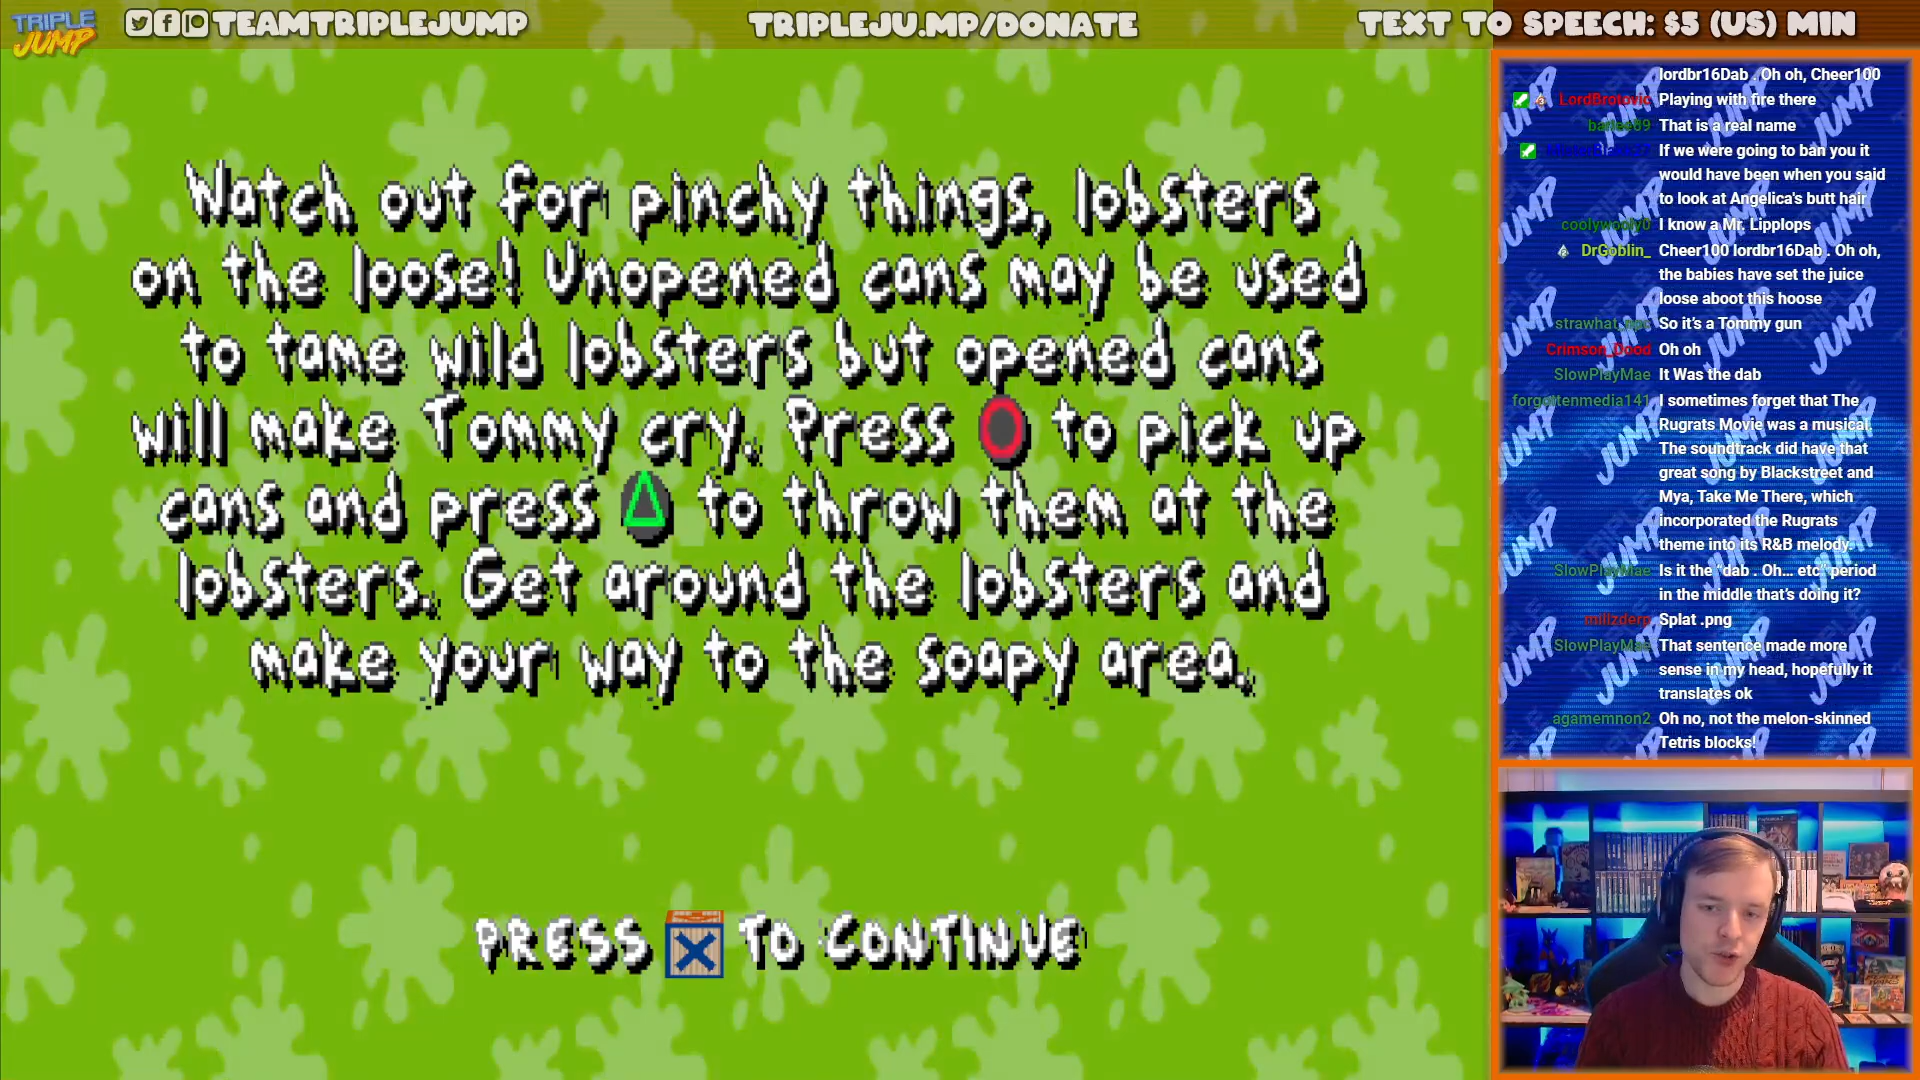 TRIPLE JUMP
TEAMTRIPLEJUMP
TRIPLEJU.MP/DONATE
TEXT TO SPEECH: $5 (US) MIN
Watch out for pinchy things, lobsters
on the loose! Unopened cans may be used
to tame wild lobsters but opened cans
will make Tommy cry. Press O to pick up
cans and press △ to throw them at the
lobsters. Get around the lobsters and
make your way to the soapy area.
PRESS X TO CONTINUE
lordbr16Dab . Oh oh, Cheer100
LordBrotovic Playing with fire there
That is a real name
If we were going to ban you it
would have been when you said
to look at Angelica's butt hair
coolywooly0 I know a Mr. Lipplops
DrGoblin_ Cheer100 lordbr16Dab . Oh oh,
the babies have set the juice
loose aboot this hoose
So it's a Tommy gun
Crimson_Dood Oh oh
SlowPlayMae It Was the dab
forgottenmedia141 I sometimes forget that The
Rugrats Movie was a musical.
The soundtrack did have that
great song by Blackstreet and
Mya, Take Me There, which
incorporated the Rugrats
theme into its R&B melody.
SlowPlayMae Is it the "dab . Oh... etc" period
in the middle that's doing it?
millzderp Splat .png
SlowPlayMae That sentence made more
sense in my head, hopefully it
translates ok
agamemnon2 Oh no, not the melon-skinned
Tetris blocks!